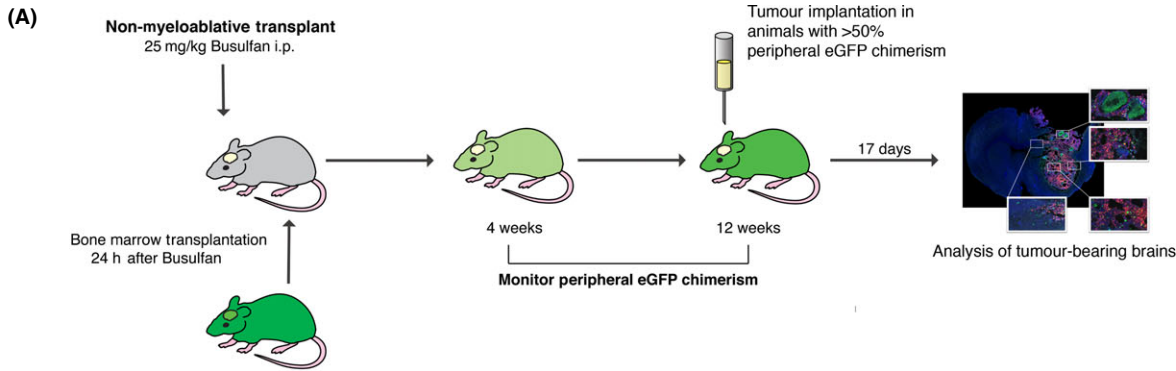 (A)
Non-myeloablative transplant
25 mg/kg Busulfan i.p.
Tumour implantation in
animals with >50%
peripheral eGFP chimerism
17 days
Bone marrow transplantation
24 h after Busulfan
4 weeks
12 weeks
Monitor peripheral eGFP chimerism
Analysis of tumour-bearing brains